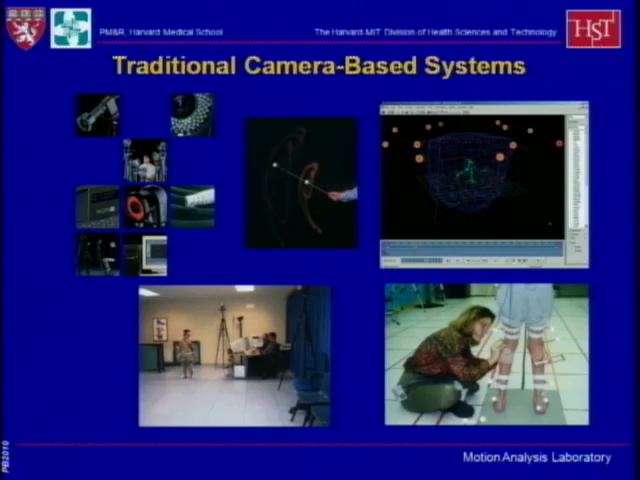 PM&R, Harvard Medical School
The Harvard-MIT Division of Health Sciences and Technology
HST
Traditional Camera-Based Systems
PB2010
Motion Analysis Laboratory